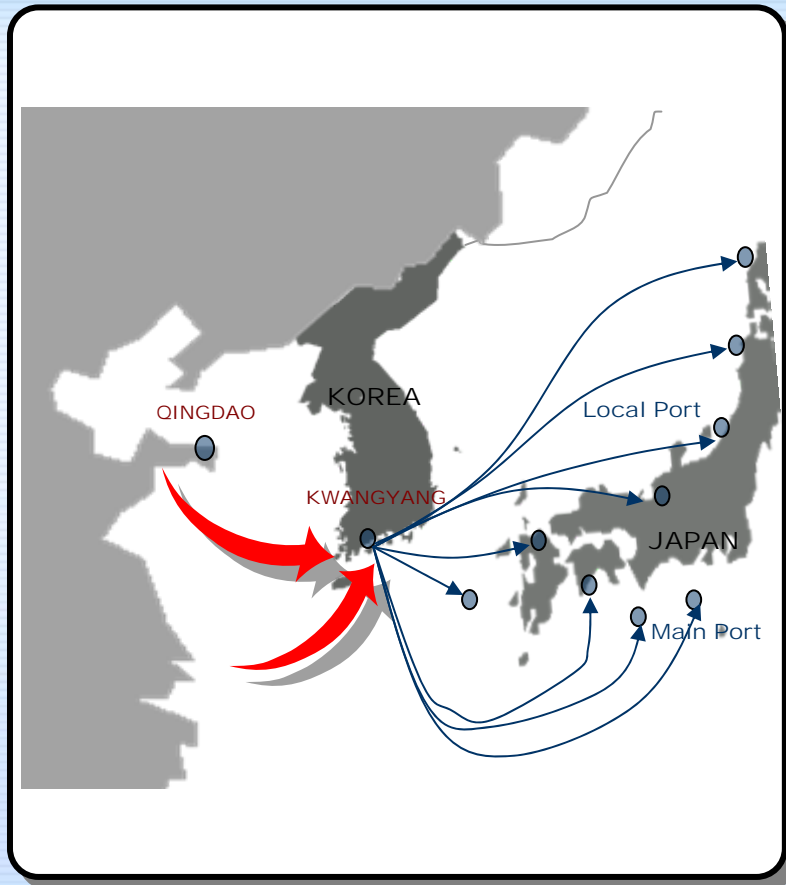 KOREA
QINGDAO
Local Port
KWANGYANG
JAPAN
Main Port